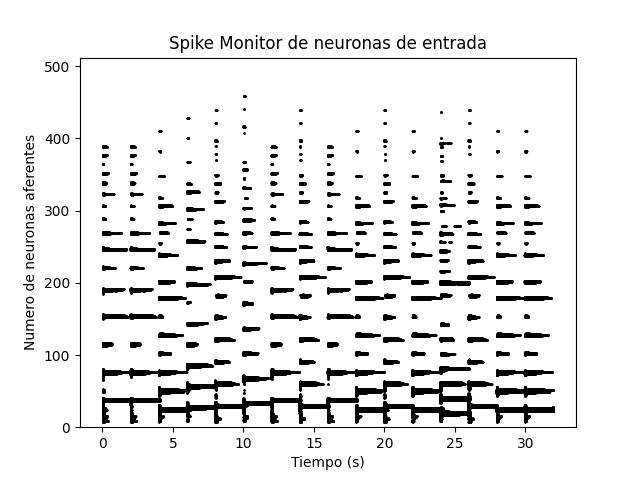 Spike Monitor de neuronas de entrada
500
400
300
200
100
0
Numero de neuronas aferentes
0 5 10 15 20 25 30
Tiempo (s)